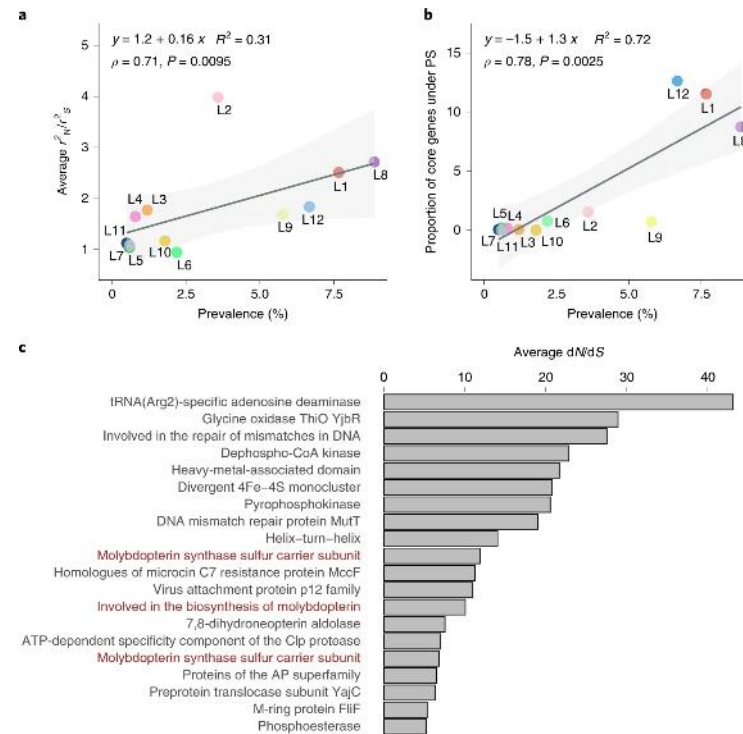 a
y = 1.2 + 0.16 x R² = 0.31
ρ = 0.71, P = 0.0095
Average r²N/r²S
5
4
3
2
1
L2
L4
L3
L11
L7
L5
L10
L6
L9
L12
L1
L8
0
2.5
5.0
7.5
Prevalence (%)
b
y = −1.5 + 1.3 x R² = 0.72
ρ = 0.78, P = 0.0025
Proportion of core genes under PS
15
10
5
0
L12
L1
L8
L5
L4
L6
L2
L9
L7
L11
L3
L10
0
2.5
5.0
7.5
Prevalence (%)
c
Average dN/dS
0 10 20 30 40
tRNA(Arg2)-specific adenosine deaminase
Glycine oxidase ThiO YjbR
Involved in the repair of mismatches in DNA
Dephospho-CoA kinase
Heavy-metal-associated domain
Divergent 4Fe−4S monocluster
Pyrophosphokinase
DNA mismatch repair protein MutT
Helix−turn−helix
Molybdopterin synthase sulfur carrier subunit
Homologues of microcin C7 resistance protein MccF
Virus attachment protein p12 family
Involved in the biosynthesis of molybdopterin
7,8-dihydroneopterin aldolase
ATP-dependent specificity component of the Clp protease
Molybdopterin synthase sulfur carrier subunit
Proteins of the AP superfamily
Preprotein translocase subunit YajC
M-ring protein FliF
Phosphoesterase